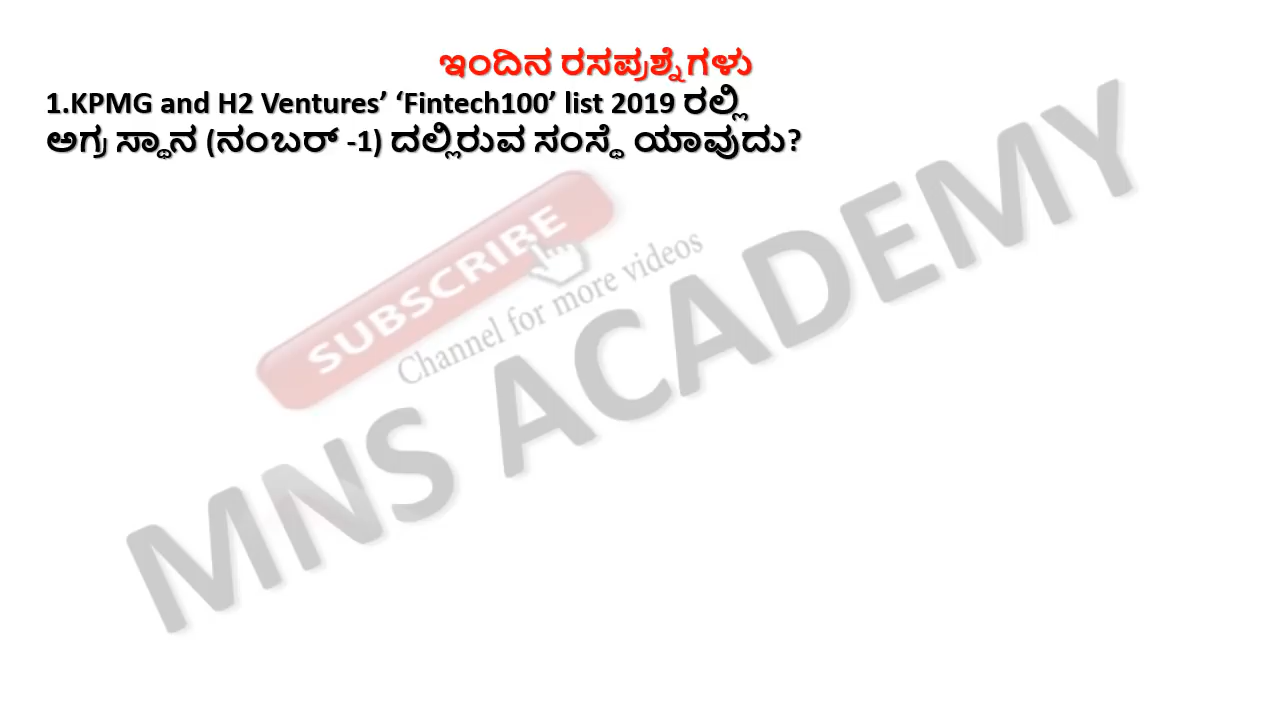 ಇಂದಿನ ರಸಪ್ರಶ್ನೆಗಳು
1.KPMG and H2 Ventures’ ‘Fintech100’ list 2019 ರಲ್ಲಿ
ಅಗ್ರ ಸ್ಥಾನ (ನಂಬರ್ -1) ದಲ್ಲಿರುವ ಸಂಸ್ಥೆ ಯಾವುದು?
SUBSCRIBE
Channel for more videos
MNS ACADEMY